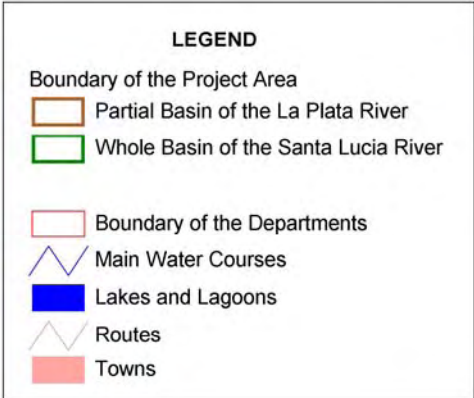 LEGEND
Boundary of the Project Area
Partial Basin of the La Plata River
Whole Basin of the Santa Lucia River
Boundary of the Departments
Main Water Courses
Lakes and Lagoons
Routes
Towns